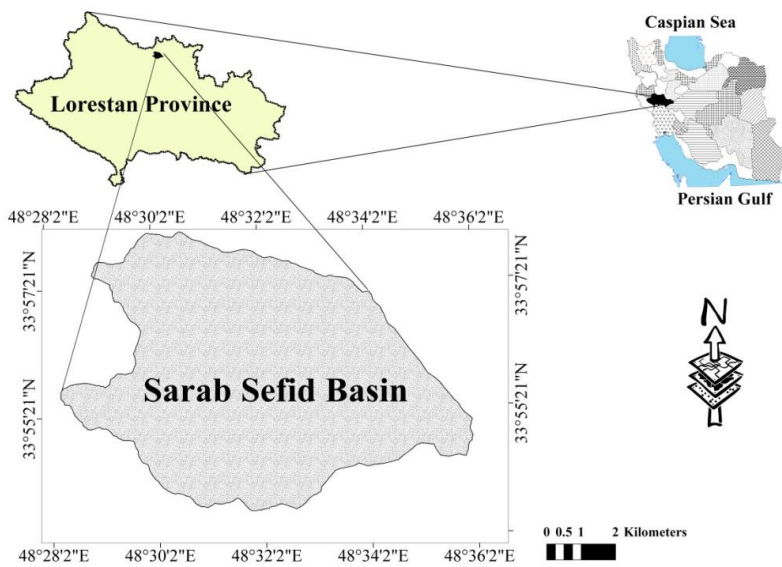 Caspian Sea
Lorestan Province
Persian Gulf
48°28'2"E 48°30'2"E 48°32'2"E 48°34'2"E 48°36'2"E
33°57'21"N
33°57'21"N
Sarab Sefid Basin
33°55'21"N
33°55'21"N
N
48°28'2"E 48°30'2"E 48°32'2"E 48°34'2"E 48°36'2"E
0 0.5 1 2 Kilometers